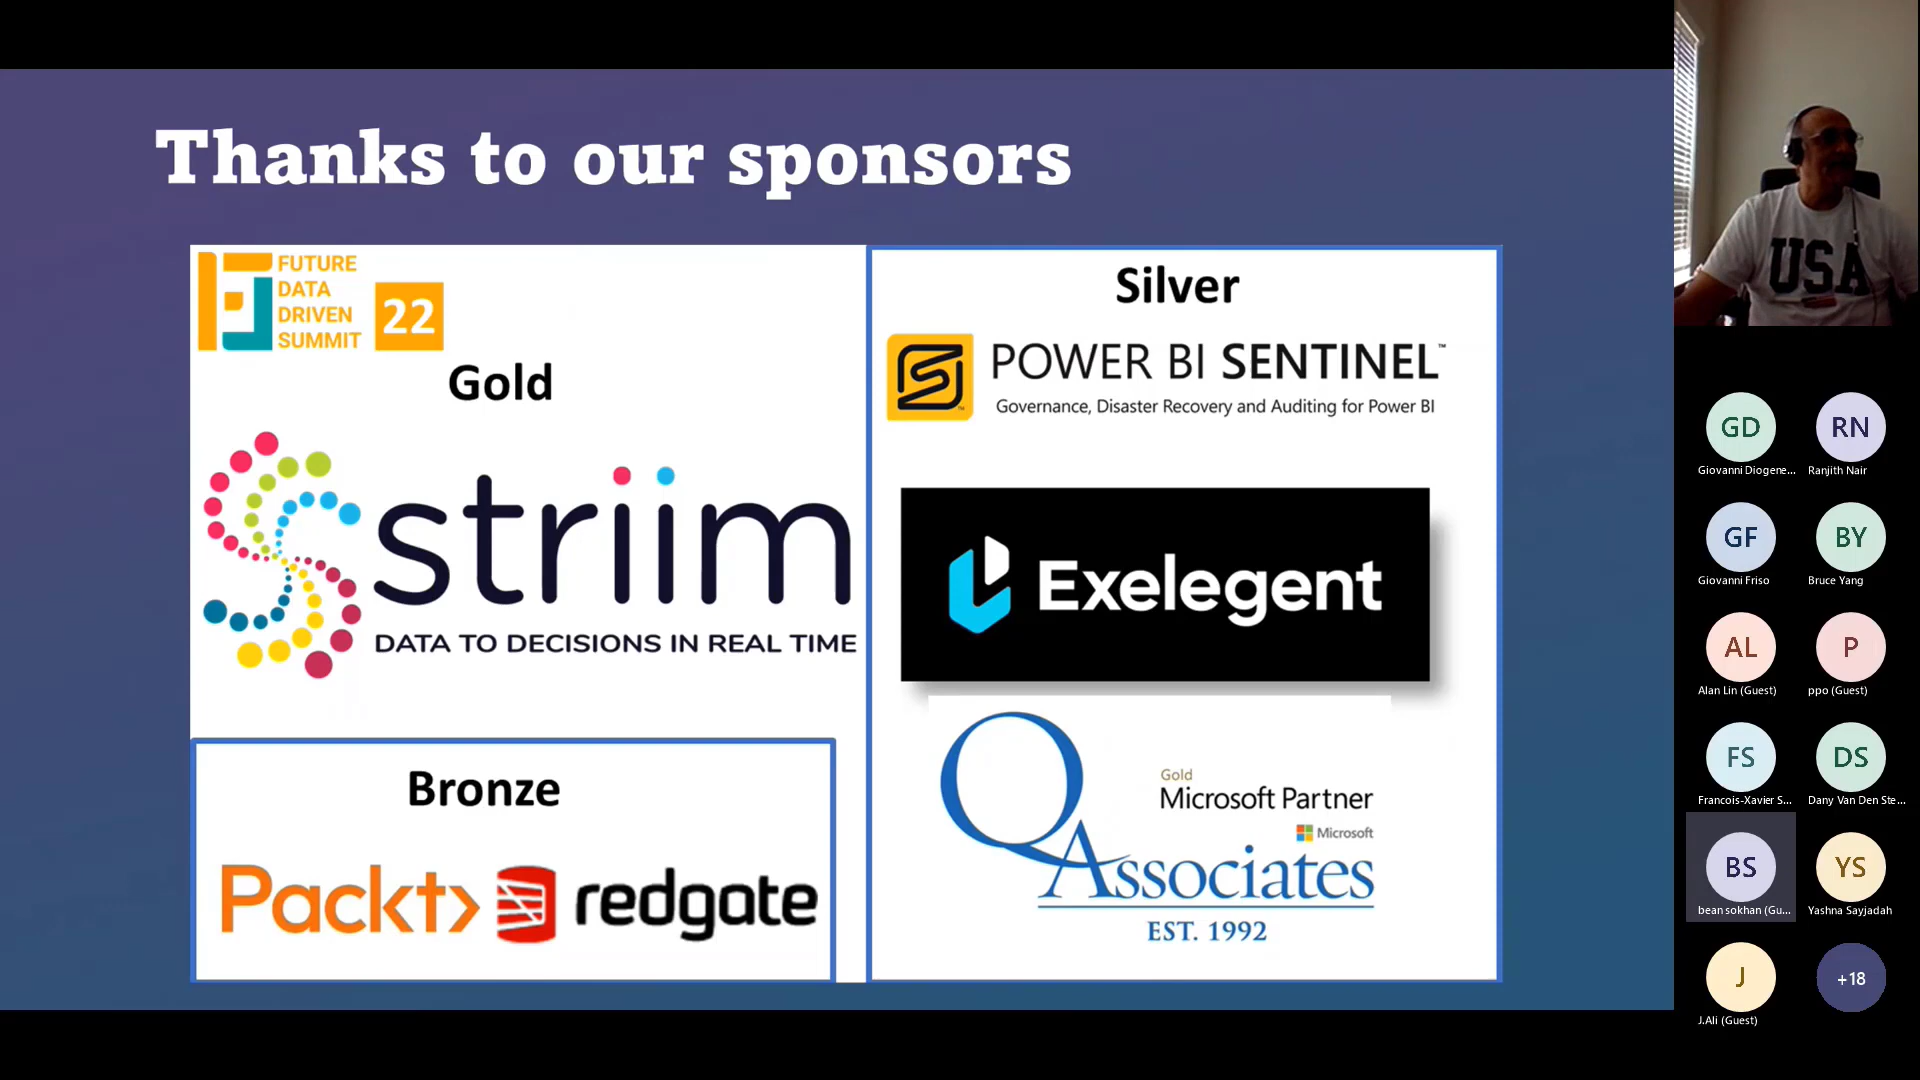 Thanks to our sponsors
FUTURE
DATA
DRIVEN
SUMMIT
22
Gold
striim
DATA TO DECISIONS IN REAL TIME
Bronze
Packt>
redgate
Silver
POWER BI SENTINEL™
Governance, Disaster Recovery and Auditing for Power BI
Exelegent
Gold
Microsoft Partner
Microsoft
QAssociates
EST. 1992
USA
GD
RN
Giovanni Diogene...
Ranjith Nair
GF
BY
Giovanni Friso
Bruce Yang
AL
P
Alan Lin (Guest)
ppo (Guest)
FS
DS
Francois-Xavier S...
Dany Van Den Ste...
BS
YS
bean sokhan (Gu...
Yashna Sayjadah
J
+18
J.Ali (Guest)